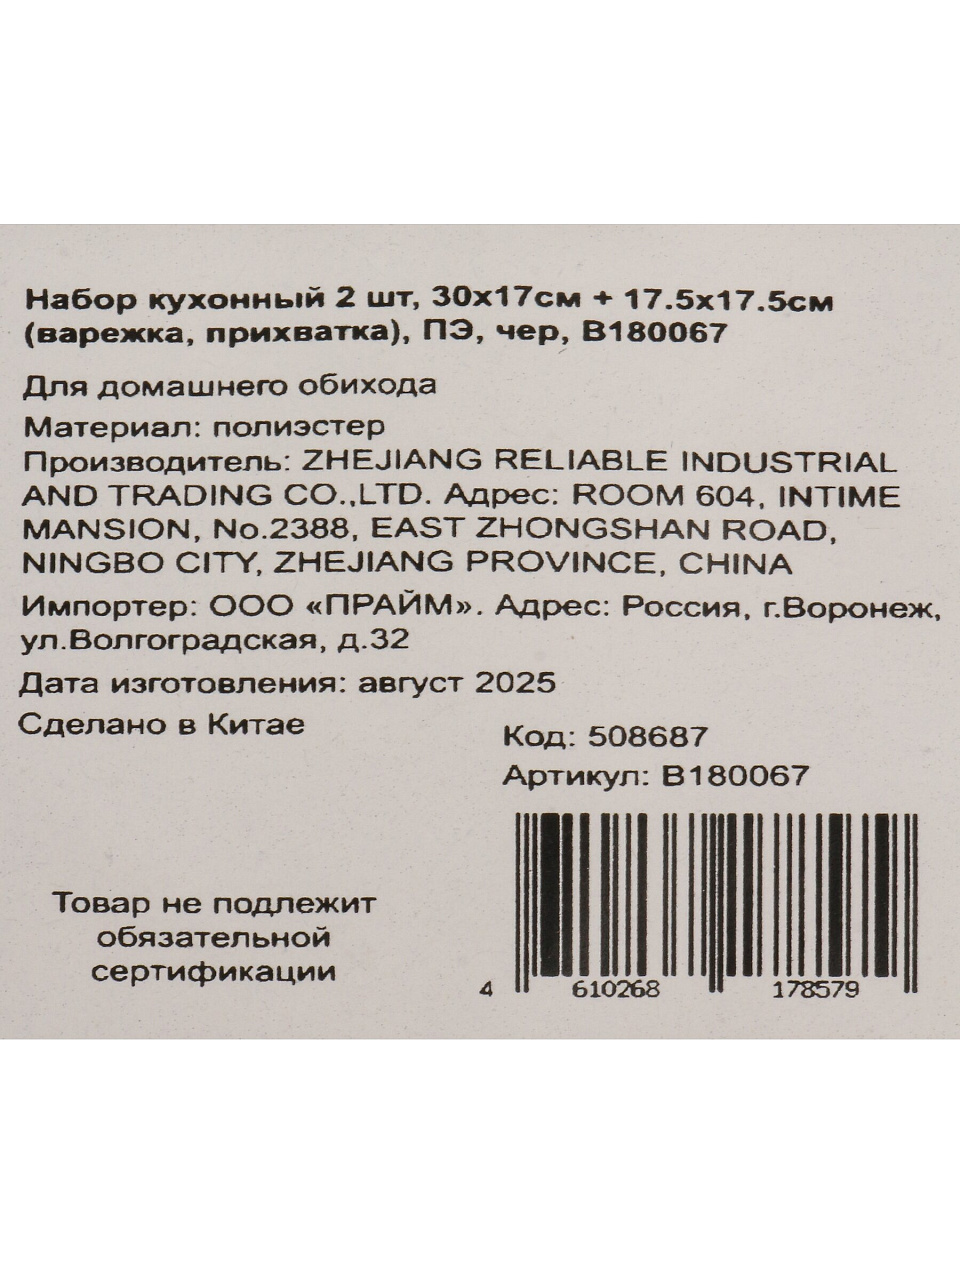 Набор кухонный 2 шт, 30х17см + 17.5х17.5см
(варежка, прихватка), ПЭ, чер, B180067
Для домашнего обихода
Материал: полиэстер
Производитель: ZHEJIANG RELIABLE INDUSTRIAL
AND TRADING CO.,LTD. Адрес: ROOM 604, INTIME
MANSION, No.2388, EAST ZHONGSHAN ROAD,
NINGBO CITY, ZHEJIANG PROVINCE, CHINA
Импортер: ООО «ПРАЙМ». Адрес: Россия, г.Воронеж,
ул.Волгоградская, д.32
Дата изготовления: август 2025
Сделано в Китае
Код: 508687
Артикул: B180067
Товар не подлежит
обязательной
сертификации
4 610268 178579